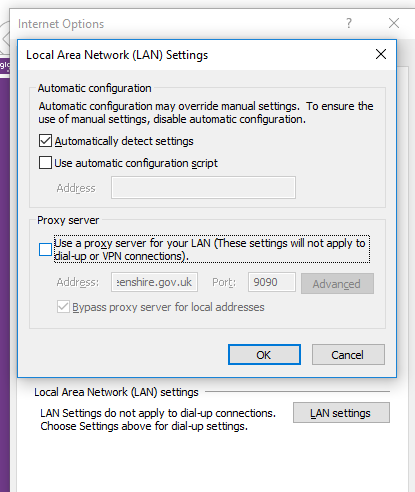 Internet Options ?
Local Area Network (LAN) Settings
Automatic configuration
Automatic configuration may override manual settings. To ensure the
use of manual settings, disable automatic configuration.
Automatically detect settings
Use automatic configuration script
Address
Proxy server
Use a proxy server for your LAN (These settings will not apply to
dial-up or VPN connections).
Address: enshire.gov.uk Port: 9090 Advanced
Bypass proxy server for local addresses
OK Cancel
Local Area Network (LAN) settings
LAN Settings do not apply to dial-up connections.
Choose Settings above for dial-up settings.
LAN settings